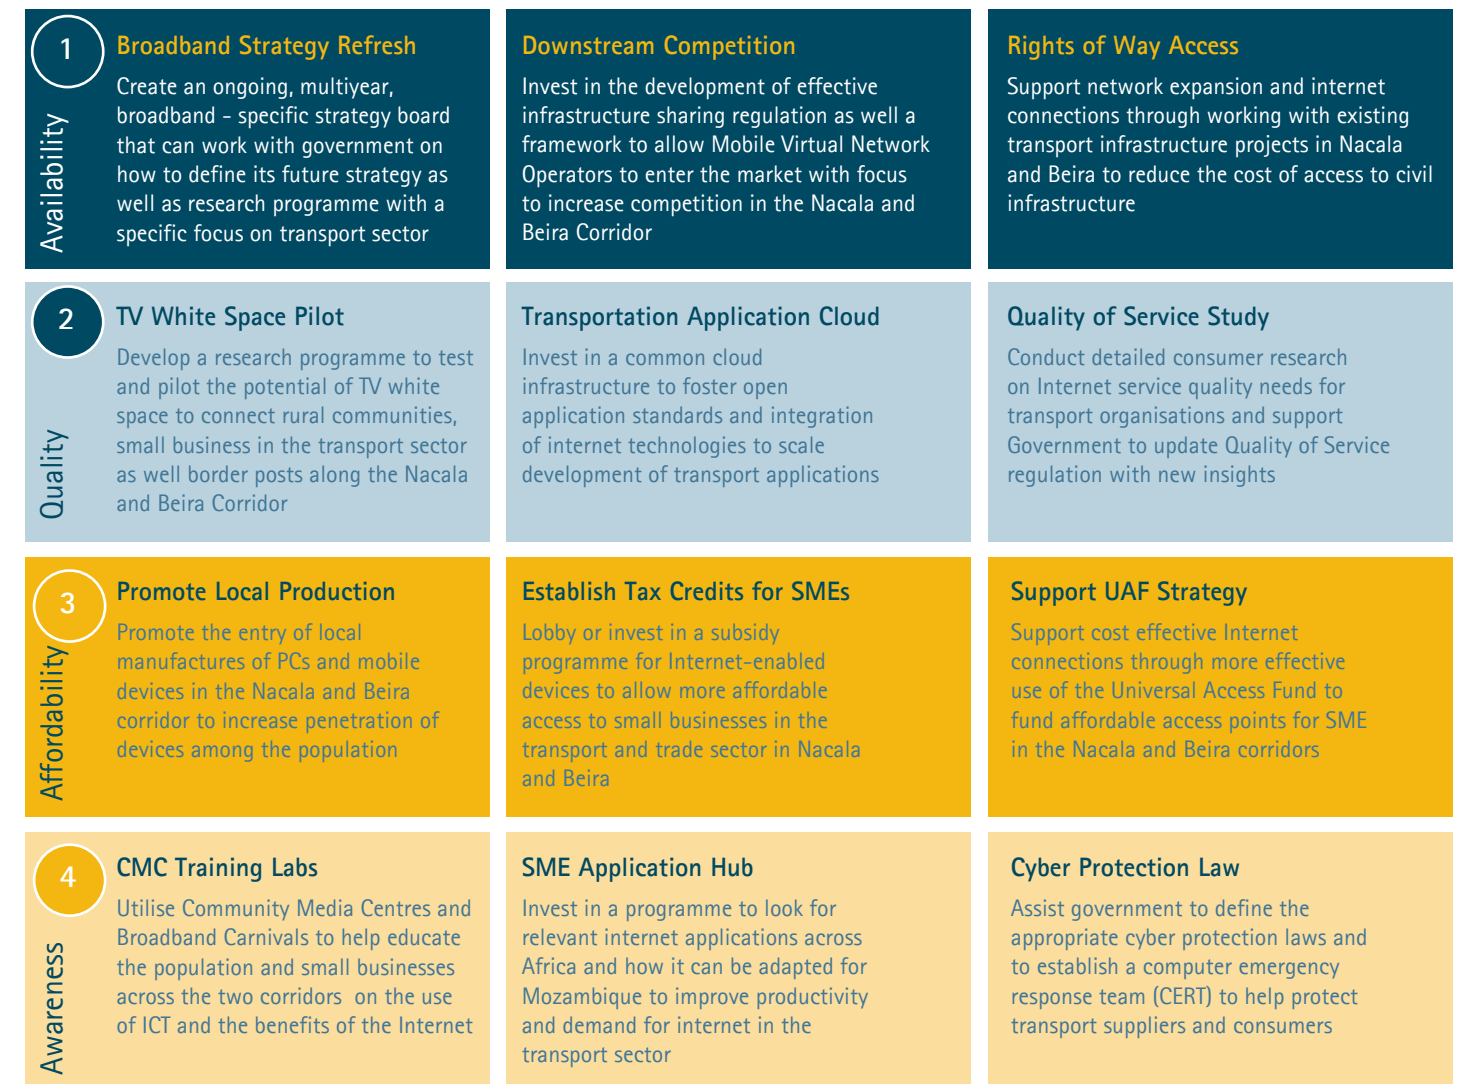 1
Availability
Broadband Strategy Refresh
Create an ongoing, multiyear,
broadband - specific strategy board
that can work with government on
how to define its future strategy as
well as research programme with a
specific focus on transport sector
Downstream Competition
Invest in the development of effective
infrastructure sharing regulation as well a
framework to allow Mobile Virtual Network
Operators to enter the market with focus
to increase competition in the Nacala and
Beira Corridor
Rights of Way Access
Support network expansion and internet
connections through working with existing
transport infrastructure projects in Nacala
and Beira to reduce the cost of access to civil
infrastructure
2
Quality
TV White Space Pilot
Develop a research programme to test
and pilot the potential of TV white
space to connect rural communities,
small business in the transport sector
as well border posts along the Nacala
and Beira Corridor
Transportation Application Cloud
Invest in a common cloud
infrastructure to foster open
application standards and integration
of internet technologies to scale
development of transport applications
Quality of Service Study
Conduct detailed consumer research
on Internet service quality needs for
transport organisations and support
Government to update Quality of Service
regulation with new insights
3
Affordability
Promote Local Production
Promote the entry of local
manufactures of PCs and mobile
devices in the Nacala and Beira
corridor to increase penetration of
devices among the population
Establish Tax Credits for SMEs
Lobby or invest in a subsidy
programme for Internet-enabled
devices to allow more affordable
access to small businesses in the
transport and trade sector in Nacala
and Beira
Support UAF Strategy
Support cost effective Internet
connections through more effective
use of the Universal Access Fund to
fund affordable access points for SME
in the Nacala and Beira corridors
4
Awareness
CMC Training Labs
Utilise Community Media Centres and
Broadband Carnivals to help educate
the population and small businesses
across the two corridors on the use
of ICT and the benefits of the Internet
SME Application Hub
Invest in a programme to look for
relevant internet applications across
Africa and how it can be adapted for
Mozambique to improve productivity
and demand for internet in the
transport sector
Cyber Protection Law
Assist government to define the
appropriate cyber protection laws and
to establish a computer emergency
response team (CERT) to help protect
transport suppliers and consumers